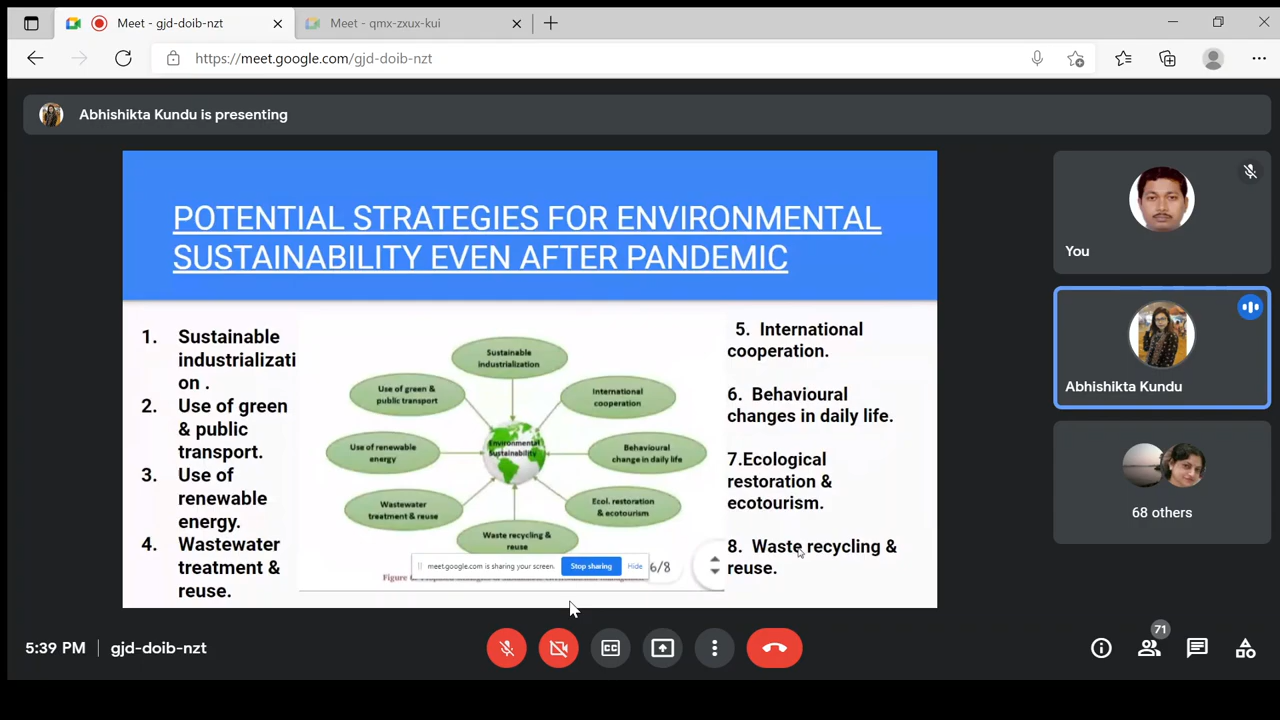 Meet - gjd-doib-nzt
Meet - qmx-zxux-kui
https://meet.google.com/gjd-doib-nzt
Abhishikta Kundu is presenting
POTENTIAL STRATEGIES FOR ENVIRONMENTAL
SUSTAINABILITY EVEN AFTER PANDEMIC
1. Sustainable
industrializati
on .
2. Use of green
& public
transport.
3. Use of
renewable
energy.
4. Wastewater
treatment &
reuse.
Sustainable
industrialization
Use of green &
public transport
International
cooperation
Use of renewable
energy
Environmental
Sustainability
Behavioural
change in daily life
Wastewater
treatment & reuse
Ecol. restoration
& ecotourism
Waste recycling &
reuse
meet.google.com is sharing your screen.
Stop sharing
Hide
6/8
5. International
cooperation.
6. Behavioural
changes in daily life.
7.Ecological
restoration &
ecotourism.
8. Waste recycling &
reuse.
You
Abhishikta Kundu
68 others
5:39 PM
gjd-doib-nzt
CC
71